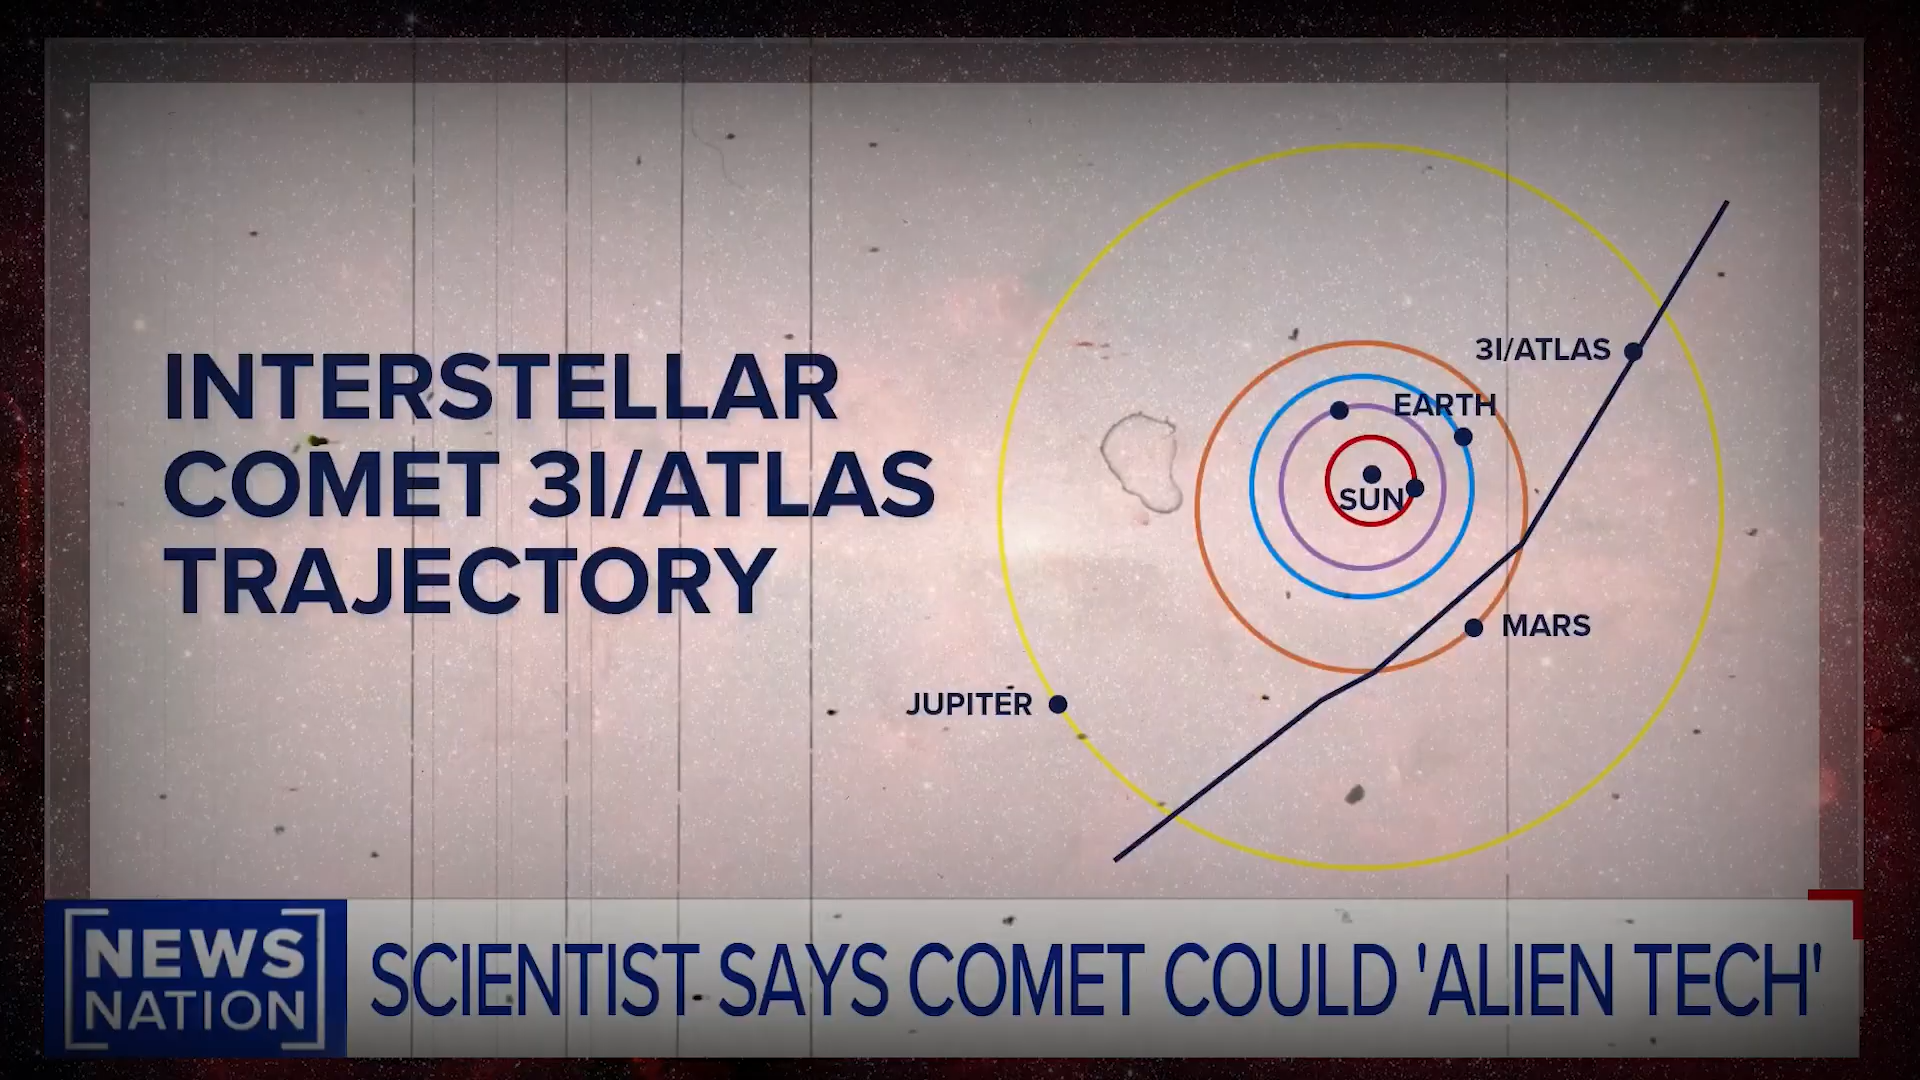 INTERSTELLAR
COMET 3I/ATLAS
TRAJECTORY
3I/ATLAS
EARTH
SUN
MARS
JUPITER
NEWS
NATION
SCIENTIST SAYS COMET COULD 'ALIEN TECH'